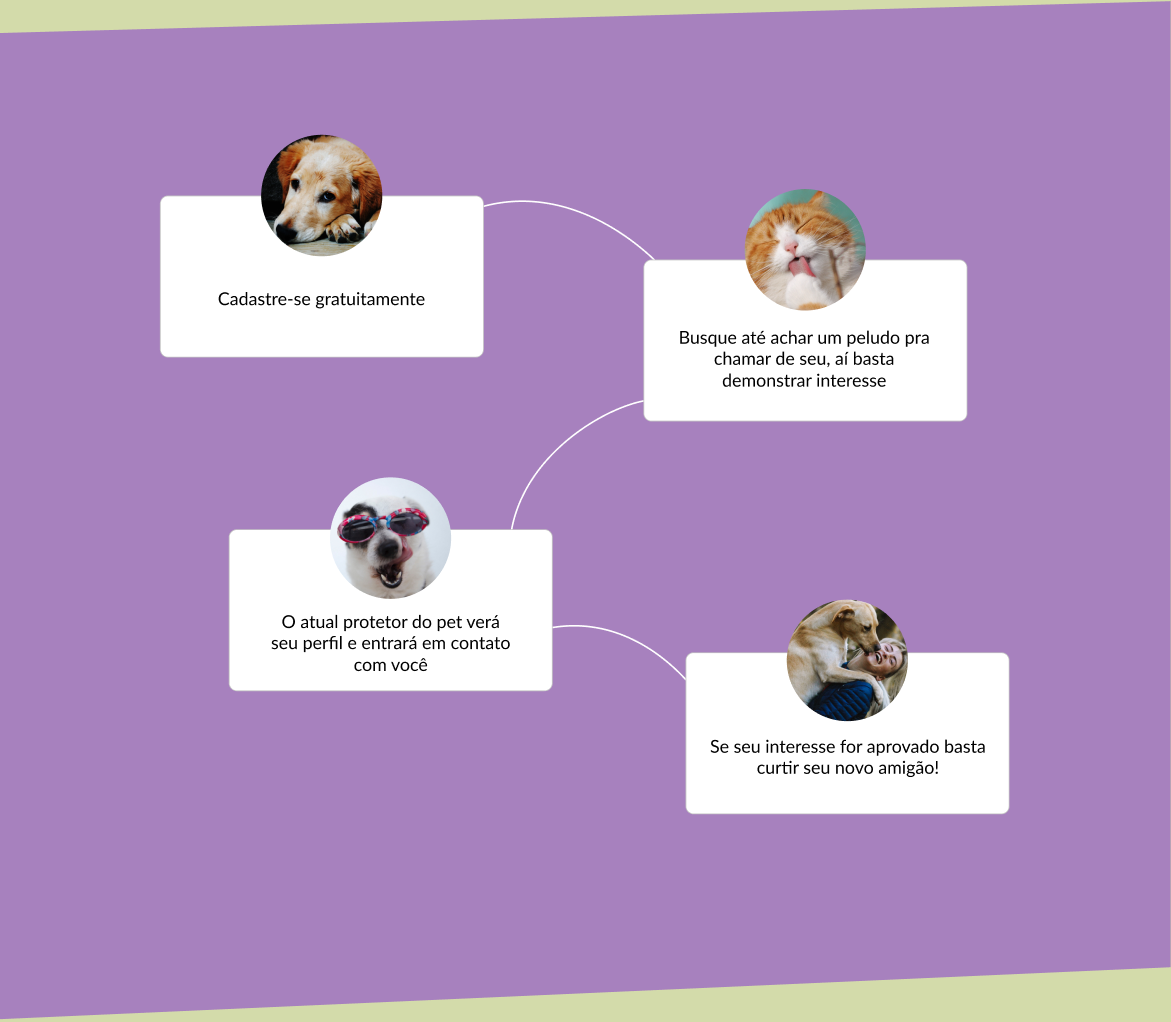 Cadastre-se gratuitamente
Busque até achar um peludo pra
chamar de seu, aí basta
demonstrar interesse
O atual protetor do pet verá
seu perfil e entrará em contato
com você
Se seu interesse for aprovado basta
curtir seu novo amigão!